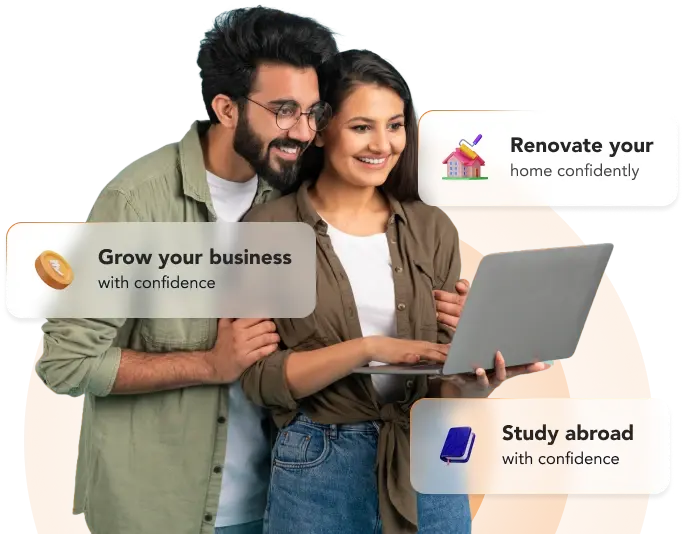 Renovate your
home confidently
Grow your business
with confidence
Study abroad
with confidence